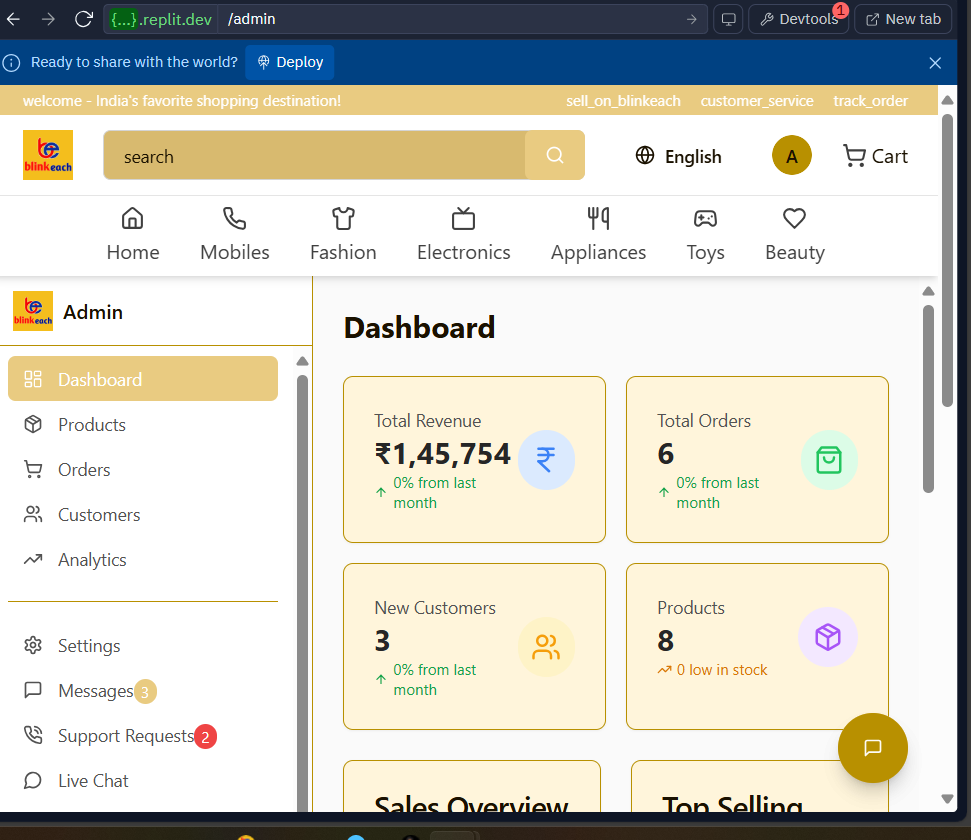 {...}.replit.dev /admin
Devtools 1
New tab
Ready to share with the world? Deploy
welcome - India's favorite shopping destination! sell_on_blinkeach customer_service track_order
be
blinkeach
search
English
A
Cart
Home Mobiles Fashion Electronics Appliances Toys Beauty
be
blinkeach
Admin
Dashboard
Products
Orders
Customers
Analytics
Settings
Messages 3
Support Requests 2
Live Chat
Dashboard
Total Revenue
₹1,45,754
0% from last
month
₹
Total Orders
6
0% from last
month
New Customers
3
0% from last
month
Products
8
0 low in stock
Sales Overview
Top Selling